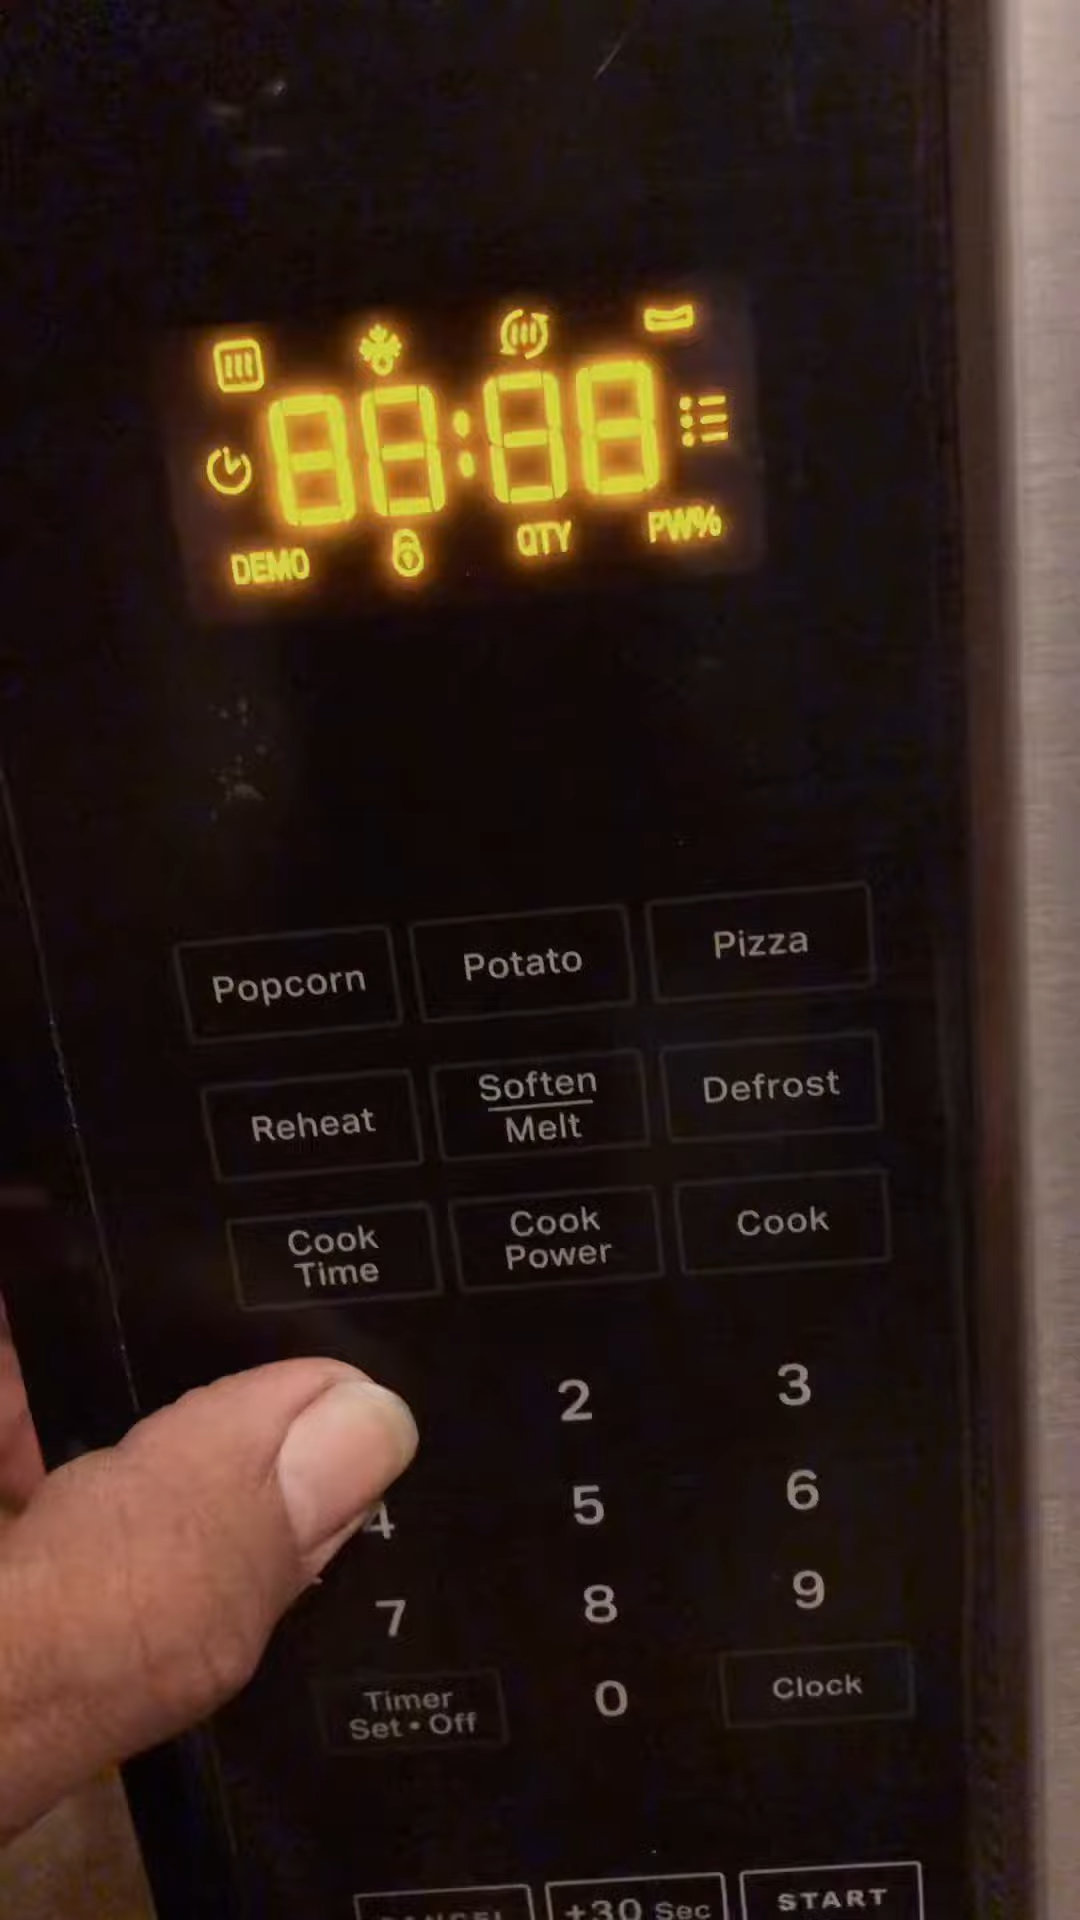 88:88
DEMO QTY PW%
Popcorn Potato Pizza
Reheat Soften Melt Defrost
Cook Time Cook Power Cook
2 3
4 5 6
7 8 9
Timer Set • Off 0 Clock
CANCEL +30 Sec START